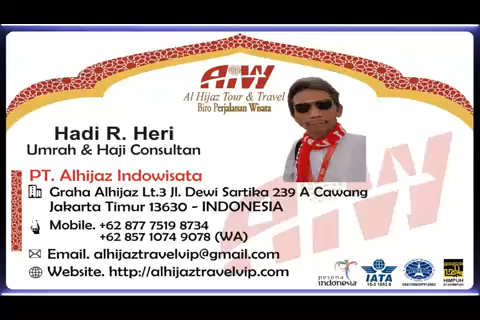 AIW
Al Hijaz Tour & Travel
Biro Perjalanan Wisata
Hadi R. Heri
Umrah & Haji Consultan
PT. Alhijaz Indowisata
Graha Alhijaz Lt.3 Jl. Dewi Sartika 239 A Cawang
Jakarta Timur 13630 - INDONESIA
Mobile. +62 877 7519 8734
+62 857 1074 9078 (WA)
Email. alhijaztravelvip@gmail.com
Website. http://alhijaztravelvip.com
pesona
indonesia
IATA
HIMPUH